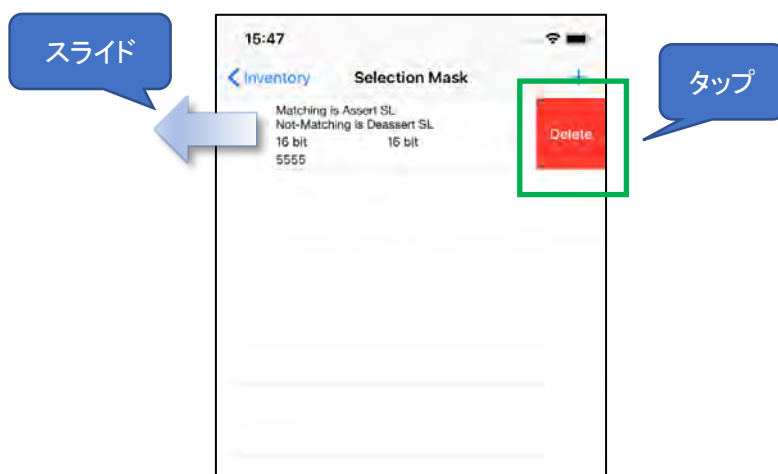 スライド
15:47
Inventory
Selection Mask
+
タップ
Matching is Assert SL
Not-Matching is Deassert SL
16 bit 16 bit
5555
Delete